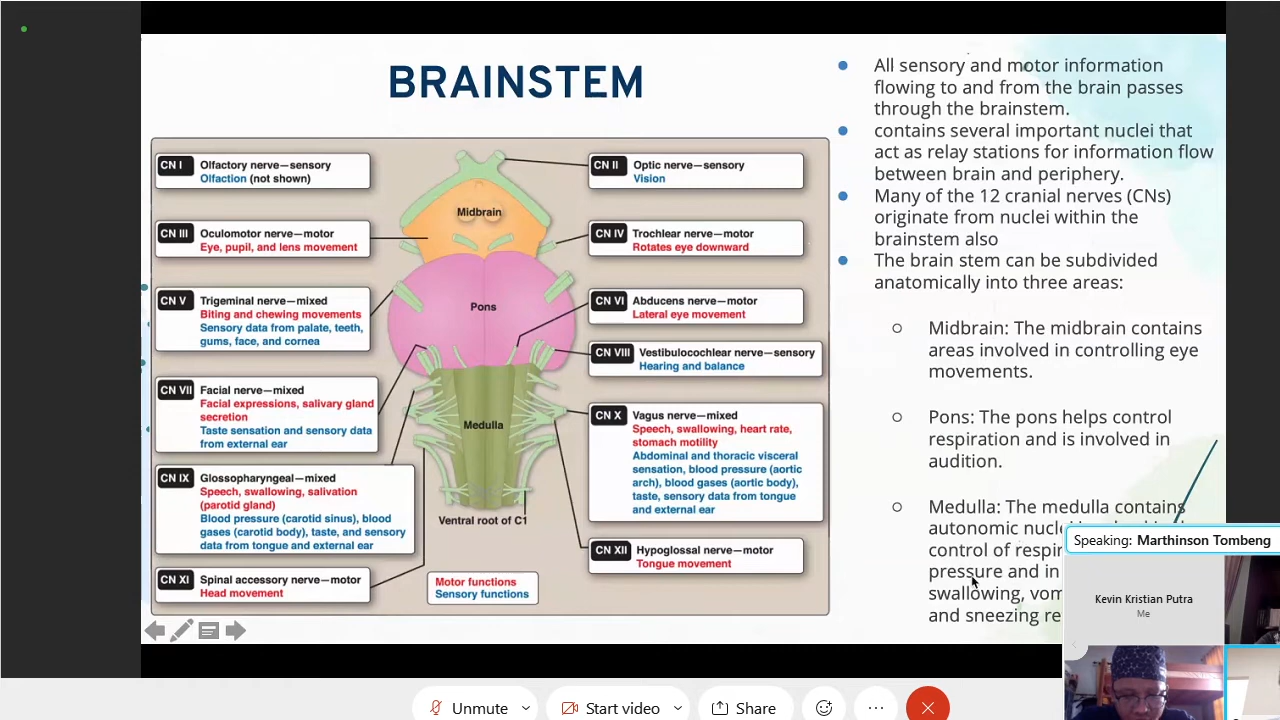 BRAINSTEM
CN I Olfactory nerve—sensory
Olfaction (not shown)
CN II Optic nerve—sensory
Vision
CN III Oculomotor nerve—motor
Eye, pupil, and lens movement
CN IV Trochlear nerve—motor
Rotates eye downward
CN V Trigeminal nerve—mixed
Biting and chewing movements
Sensory data from palate, teeth,
gums, face, and cornea
CN VI Abducens nerve—motor
Lateral eye movement
CN VII Facial nerve—mixed
Facial expressions, salivary gland
secretion
Taste sensation and sensory data
from external ear
CN VIII Vestibulocochlear nerve—sensory
Hearing and balance
CN IX Glossopharyngeal—mixed
Speech, swallowing, salivation
(parotid gland)
Blood pressure (carotid sinus), blood
gases (carotid body), taste, and sensory
data from tongue and external ear
CN X Vagus nerve—mixed
Speech, swallowing, heart rate,
stomach motility
Abdominal and thoracic visceral
sensation, blood pressure (aortic
arch), blood gases (aortic body),
taste, sensory data from tongue
and external ear
CN XI Spinal accessory nerve—motor
Head movement
CN XII Hypoglossal nerve—motor
Tongue movement
Midbrain
Pons
Medulla
Ventral root of C1
Motor functions
Sensory functions
All sensory and motor information
flowing to and from the brain passes
through the brainstem.
contains several important nuclei that
act as relay stations for information flow
between brain and periphery.
Many of the 12 cranial nerves (CNs)
originate from nuclei within the
brainstem also
The brain stem can be subdivided
anatomically into three areas:
Midbrain: The midbrain contains
areas involved in controlling eye
movements.
Pons: The pons helps control
respiration and is involved in
audition.
Medulla: The medulla contains
autonomic
control of
pressure and in
swallowing,
and sneezing
Speaking: Marthinson Tombeng
Kevin Kristian Putra
Me
Unmute
Start video
Share